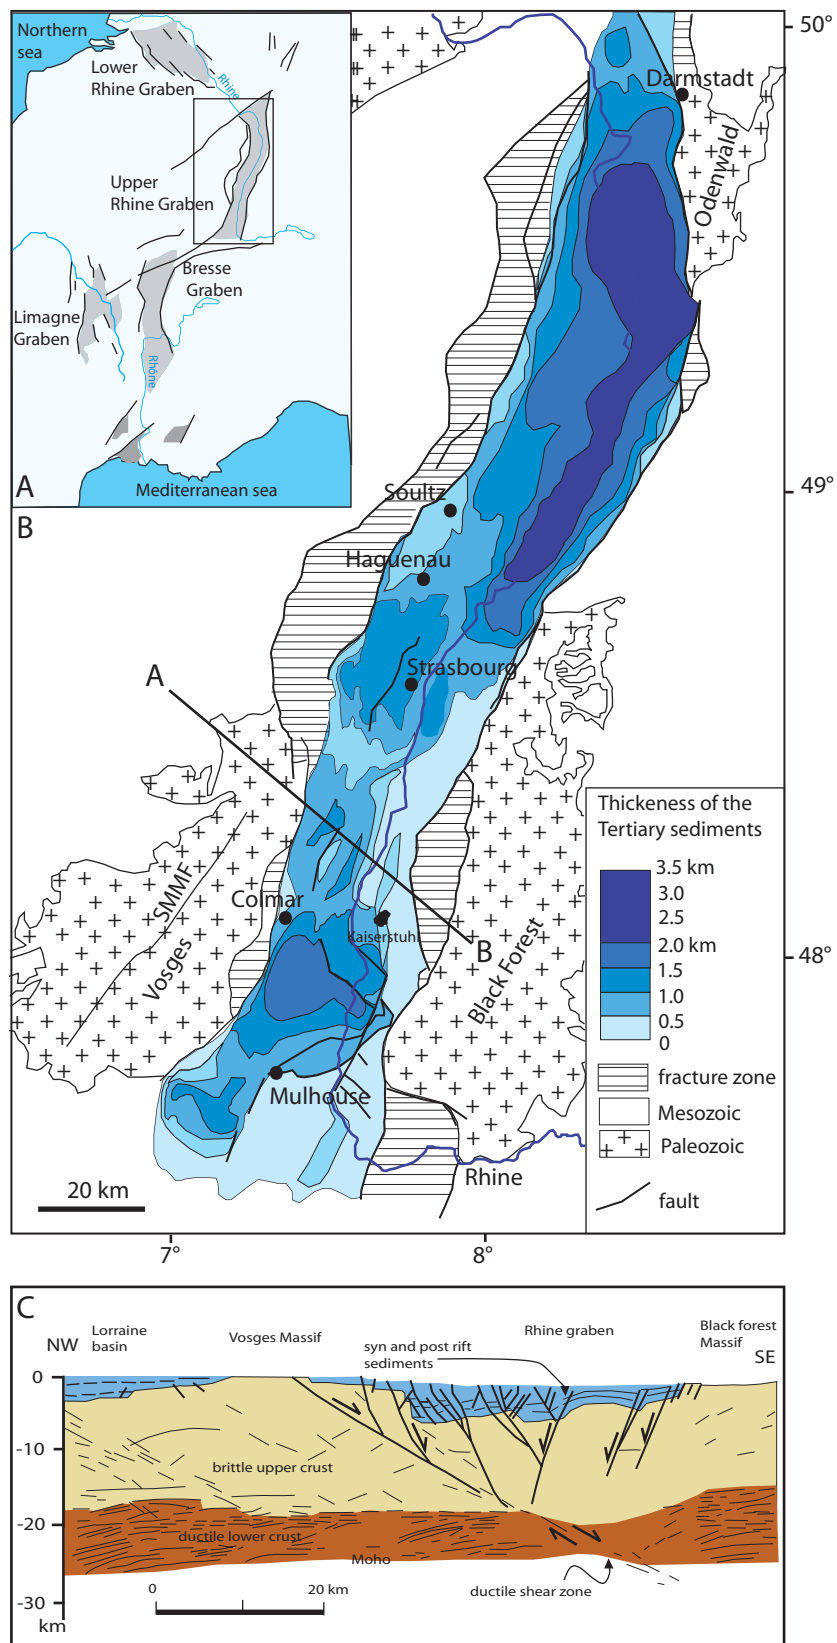 Northern
sea
Lower
Rhine Graben
Rhine
Upper
Rhine Graben
Bresse
Graben
Limagne
Graben
Rhône
A
Mediterranean sea
B
50°
Darmstadt
Odenwald
49°
Soultz
Haguenau
A
Strasbourg
SMMF
Colmar
Vosges
Kaiserstuhl
B
Black Forest
48°
Mulhouse
Rhine
20 km
7°
8°
Thickeness of the
Tertiary sediments
3.5 km
3.0
2.5
2.0 km
1.5
1.0
0.5
0
fracture zone
Mesozoic
Paleozoic
fault
C
NW
Lorraine
basin
Vosges Massif
syn and post rift
sediments
Rhine graben
Black forest
Massif
SE
0
-10
brittle upper crust
-20
ductile lower crust
Moho
ductile shear zone
-30
km
0
20 km